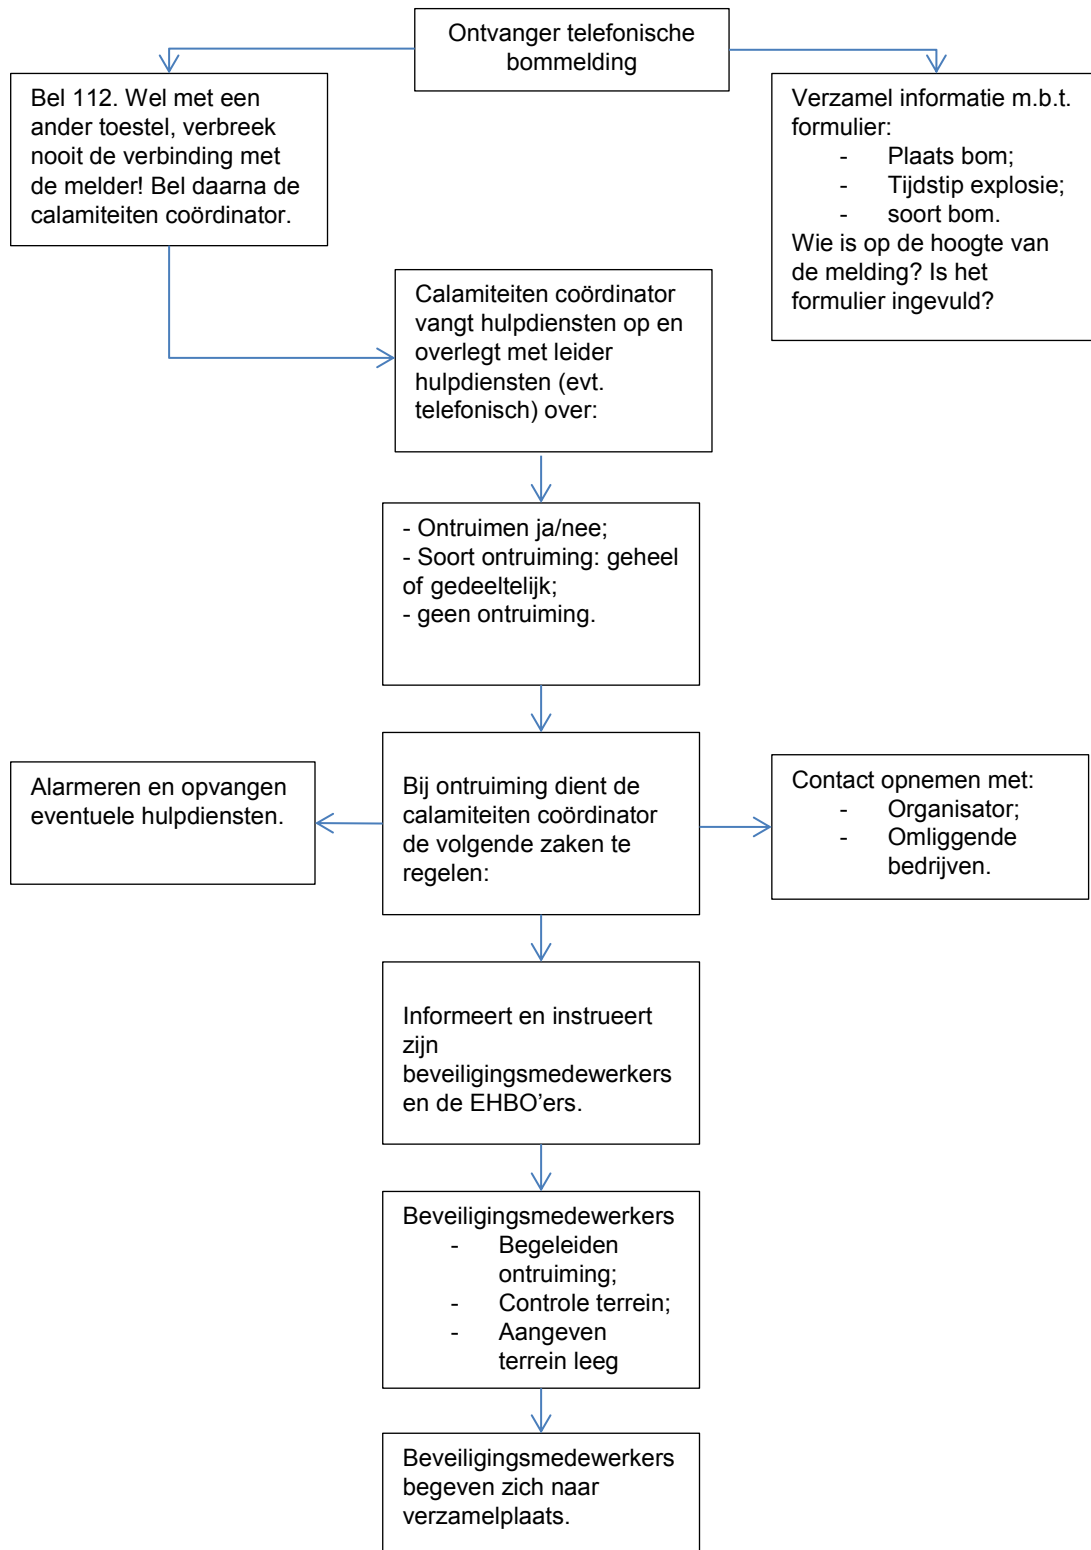 Ontvanger telefonische
bommelding
Bel 112. Wel met een
ander toestel, verbreek
nooit de verbinding met
de melder! Bel daarna de
calamiteiten coördinator.
Verzamel informatie m.b.t.
formulier:
- Plaats bom;
- Tijdstip explosie;
- soort bom.
Wie is op de hoogte van
de melding? Is het
formulier ingevuld?
Calamiteiten coördinator
vangt hulpdiensten op en
overlegt met leider
hulpdiensten (evt.
telefonisch) over:
- Ontruimen ja/nee;
- Soort ontruiming: geheel
of gedeeltelijk;
- geen ontruiming.
Alarmeren en opvangen
eventuele hulpdiensten.
Bij ontruiming dient de
calamiteiten coördinator
de volgende zaken te
regelen:
Contact opnemen met:
- Organisator;
- Omliggende
bedrijven.
Informeert en instrueert
zijn
beveiligingsmedewerkers
en de EHBO’ers.
Beveiligingsmedewerkers
- Begeleiden
ontruiming;
- Controle terrein;
- Aangeven
terrein leeg
Beveiligingsmedewerkers
begeven zich naar
verzamelplaats.